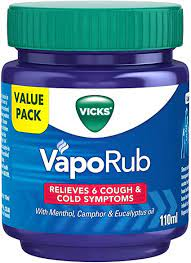 VALUE
PACK
VICKS
VapoRub
RELIEVES 6 COUGH &
COLD SYMPTOMS
With Menthol, Camphor & Eucalyptus oil
110ml